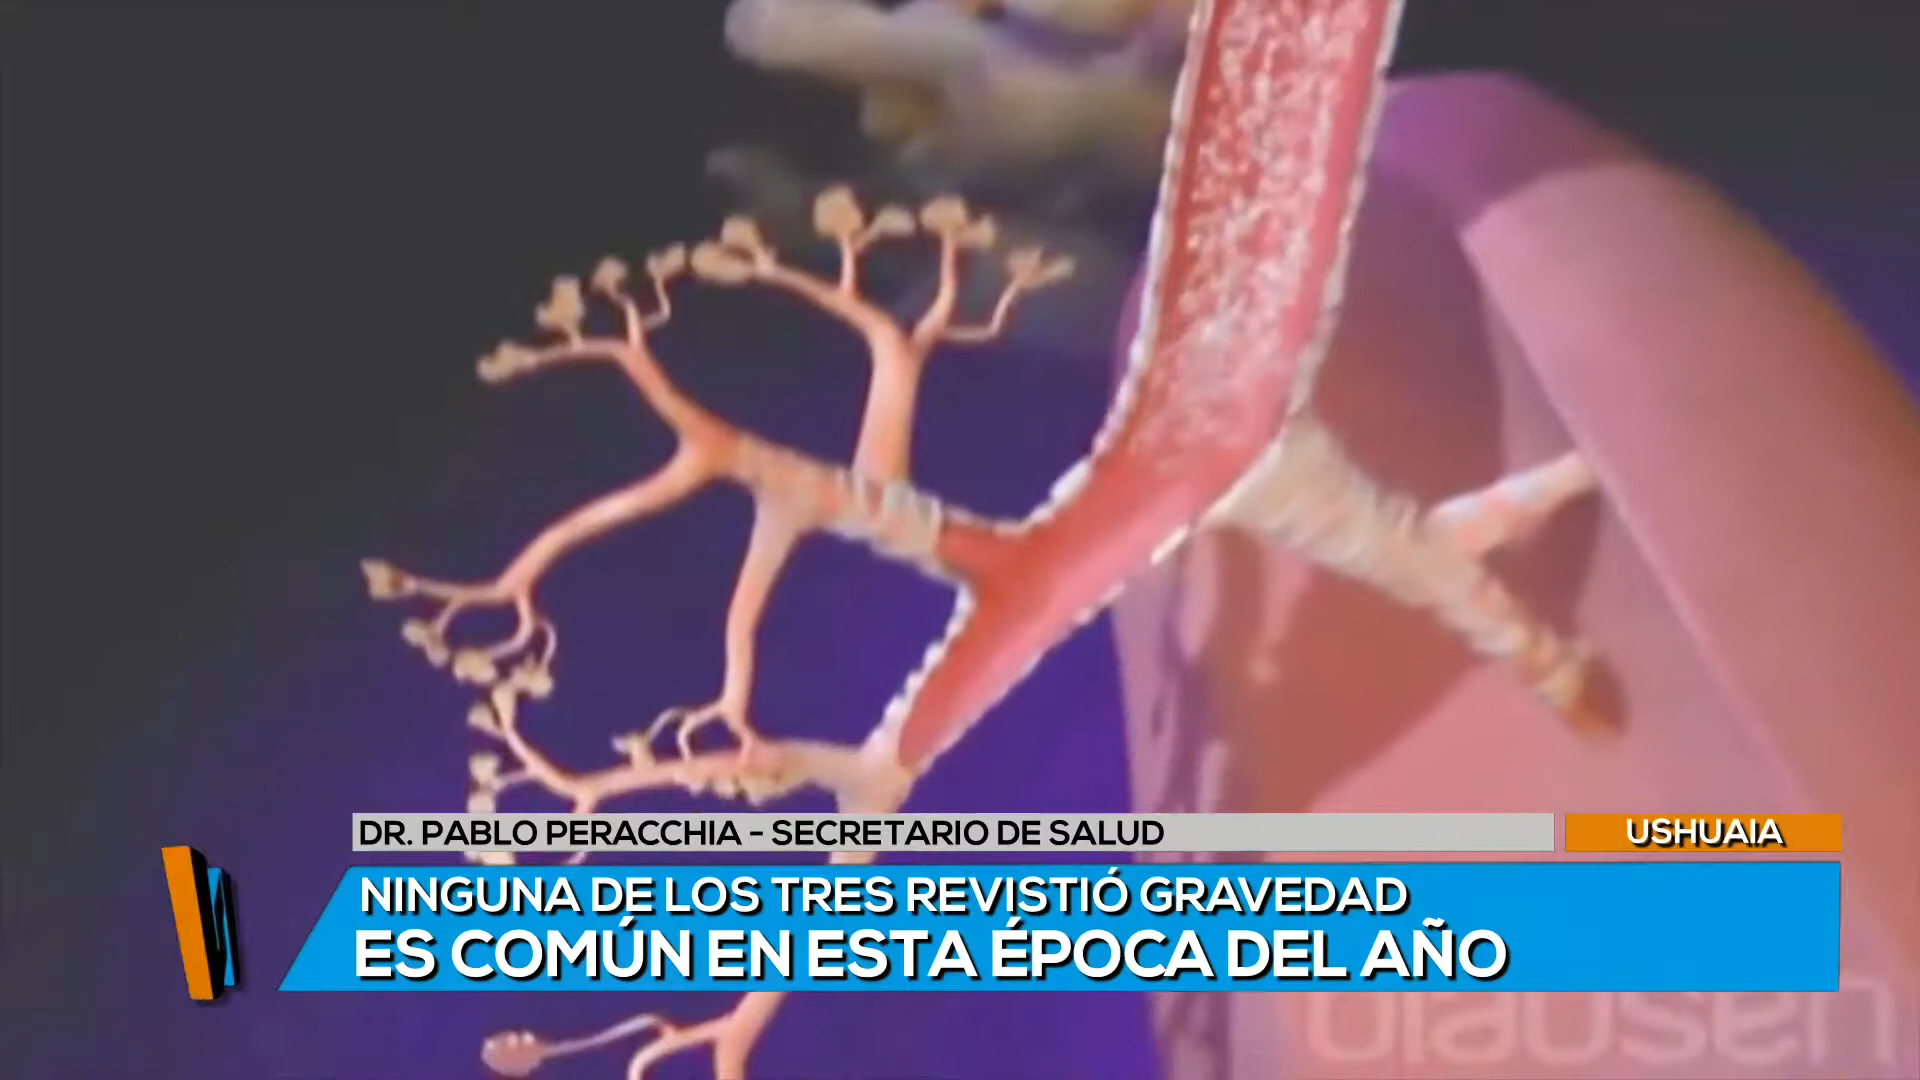 DR. PABLO PERACCHIA - SECRETARIO DE SALUD
USHUAIA
NINGUNA DE LOS TRES REVISTIÓ GRAVEDAD
ES COMÚN EN ESTA ÉPOCA DEL AÑO